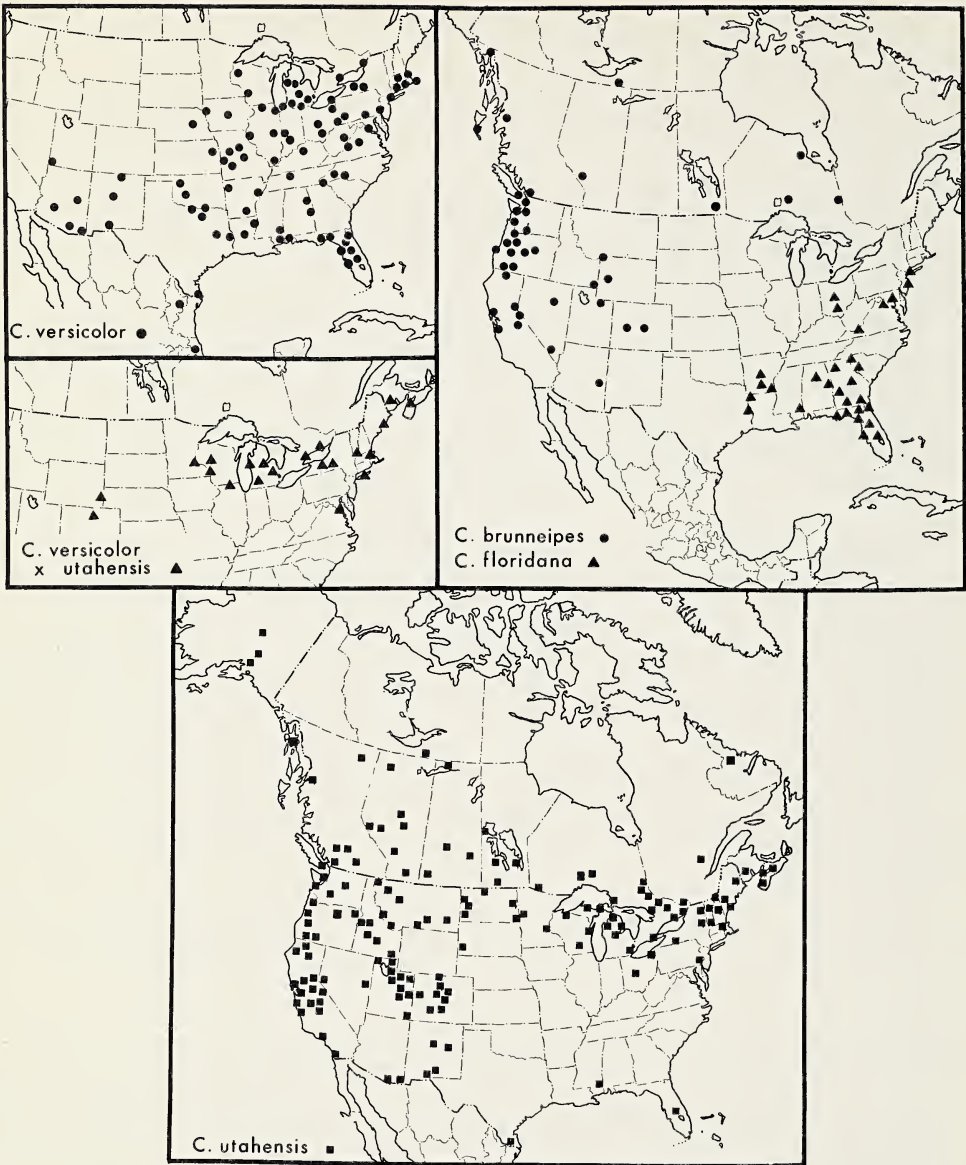 C. versicolor ●
C. versicolor
x utahensis ▲
C. brunneipes ●
C. floridana ▲
C. utahensis ■